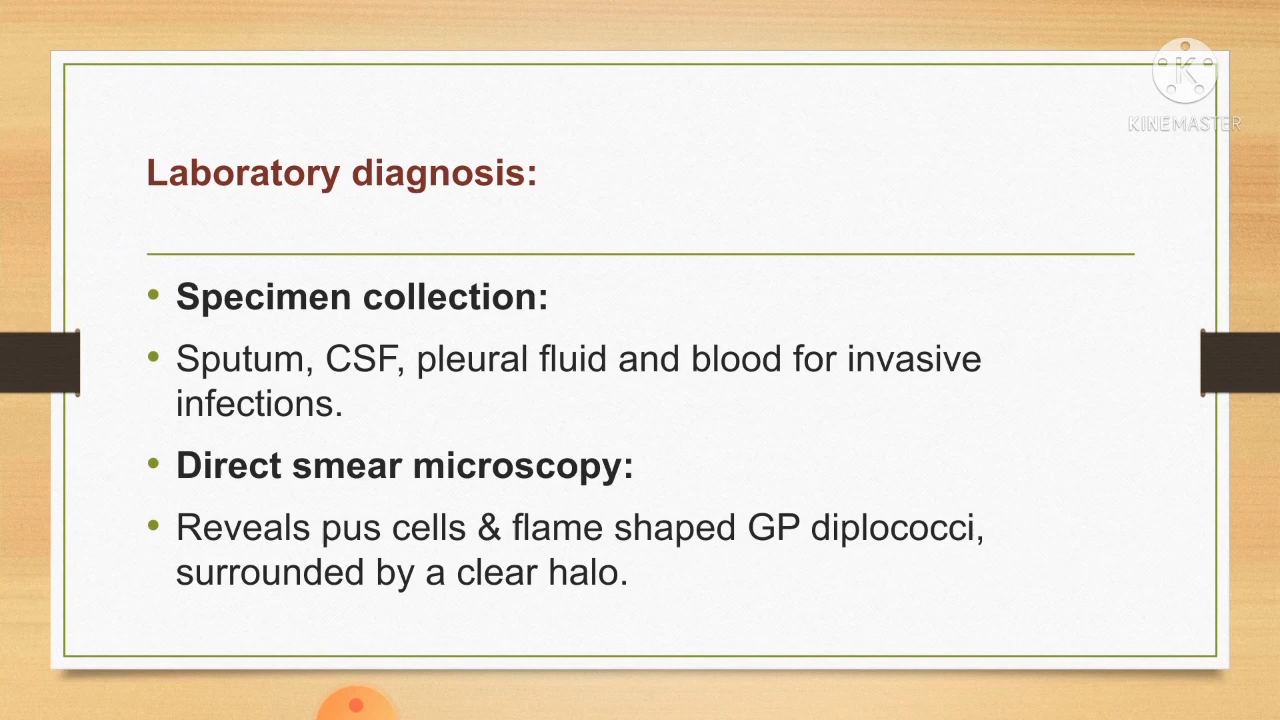 KINEMASTER
Laboratory diagnosis:
• Specimen collection:
• Sputum, CSF, pleural fluid and blood for invasive
infections.
• Direct smear microscopy:
• Reveals pus cells & flame shaped GP diplococci,
surrounded by a clear halo.